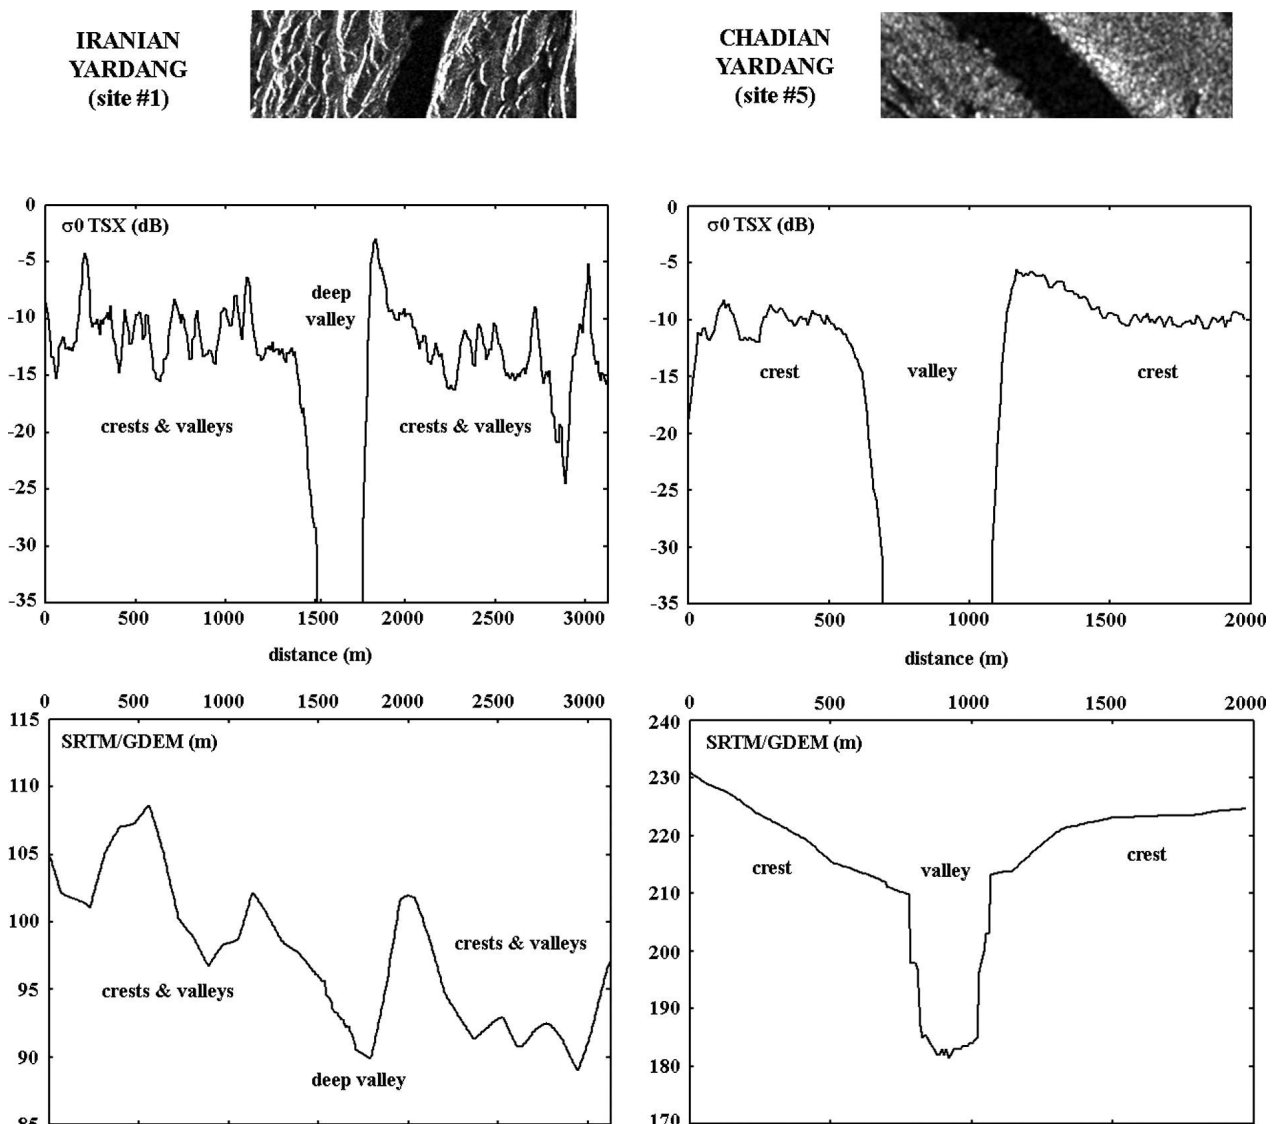 IRANIAN
YARDANG
(site #1)
CHADIAN
YARDANG
(site #5)
0
-5
-10
-15
-20
-25
-30
-35
σ0 TSX (dB)
deep
valley
crests & valleys
crests & valleys
0
500
1000
1500
2000
2500
3000
distance (m)
0
-5
-10
-15
-20
-25
-30
-35
σ0 TSX (dB)
crest
valley
crest
0
500
1000
1500
2000
distance (m)
0
500
1000
1500
2000
2500
3000
115
110
105
100
95
90
85
SRTM/GDEM (m)
crests & valleys
crests & valleys
deep valley
0
500
1000
1500
2000
240
230
220
210
200
190
180
170
SRTM/GDEM (m)
crest
valley
crest